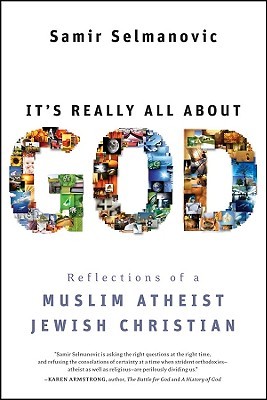 Samir Selmanovic
IT'S REALLY ALL ABOUT
GOD
Reflections of a
MUSLIM ATHEIST
JEWISH CHRISTIAN
"Samir Selmanovic is asking the right questions at the right time,
and refusing the consolations of certainty at a time when strident orthodoxies–
atheist as well as religious–are perilously dividing us."
—KAREN ARMSTRONG, author, The Battle for God and A History of God